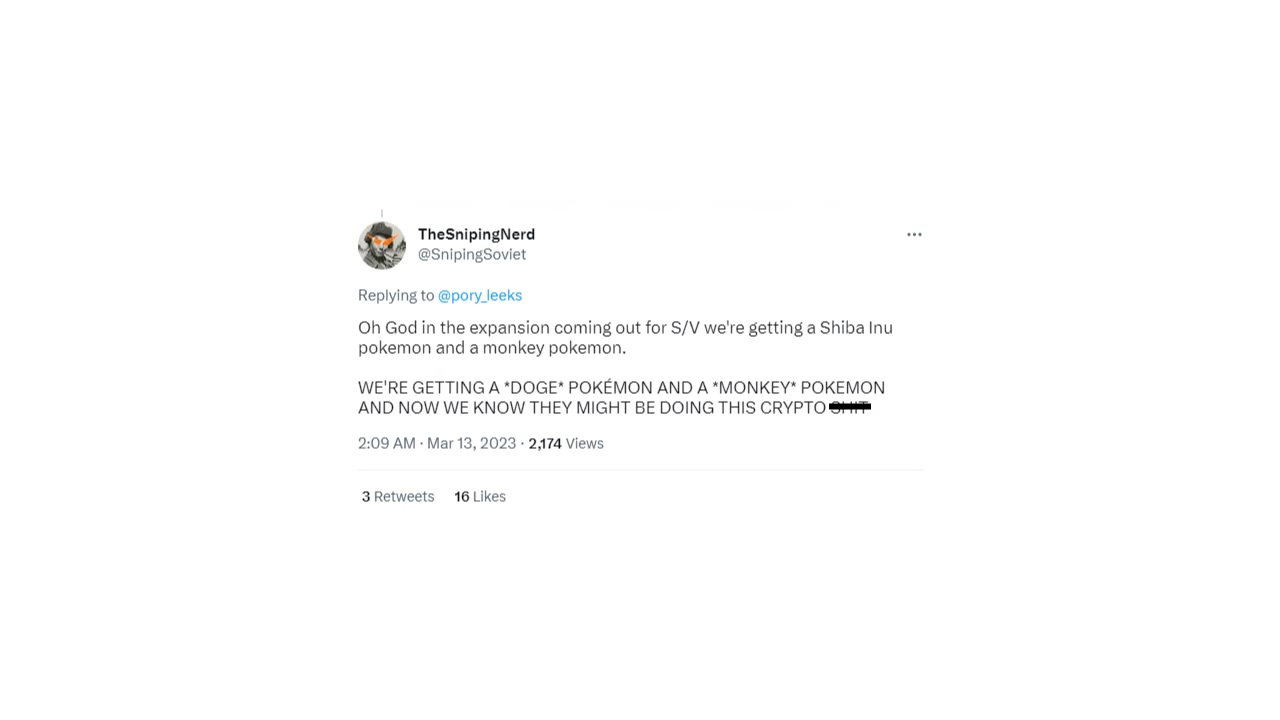 TheSnipingNerd
@SnipingSoviet
Replying to @pory_leeks
Oh God in the expansion coming out for S/V we're getting a Shiba Inu
pokemon and a monkey pokemon.
WE'RE GETTING A *DOGE* POKÉMON AND A *MONKEY* POKEMON
AND NOW WE KNOW THEY MIGHT BE DOING THIS CRYPTO SHIT
2:09 AM · Mar 13, 2023 · 2,174 Views
3 Retweets 16 Likes